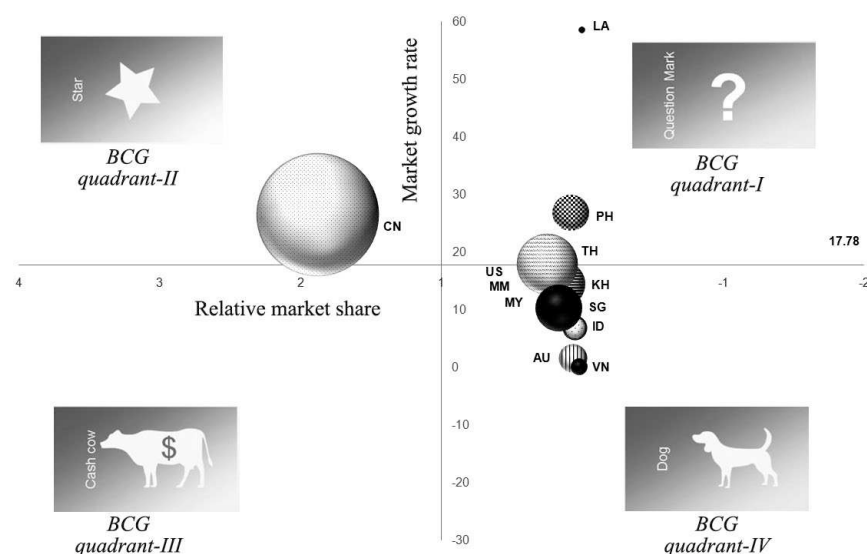 60
LA
50
Star
Market growth rate
Question Mark
?
40
BCG
quadrant-II
BCG
quadrant-I
30
PH
CN
20
TH
17.78
4
3
2
1
-1
-2
US
MM
MY
KH
Relative market share
10
SG
ID
AU
0
VN
-10
Cash cow
$
Dog
-20
BCG
quadrant-III
BCG
quadrant-IV
-30